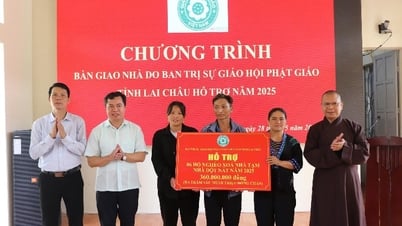 CHƯƠNG TRÌNH
BÀN GIAO NHÀ DO BAN TRỊ SỰ GIÁO HỘI PHẬT GIÁO
TỈNH LAI CHÂU HỖ TRỢ NĂM 2025
HỖ TRỢ
06 HỘ NGHÈO XÓA NHÀ TẠM
NHÀ DỘT NÁT NĂM 2025
360.000.000 đồng